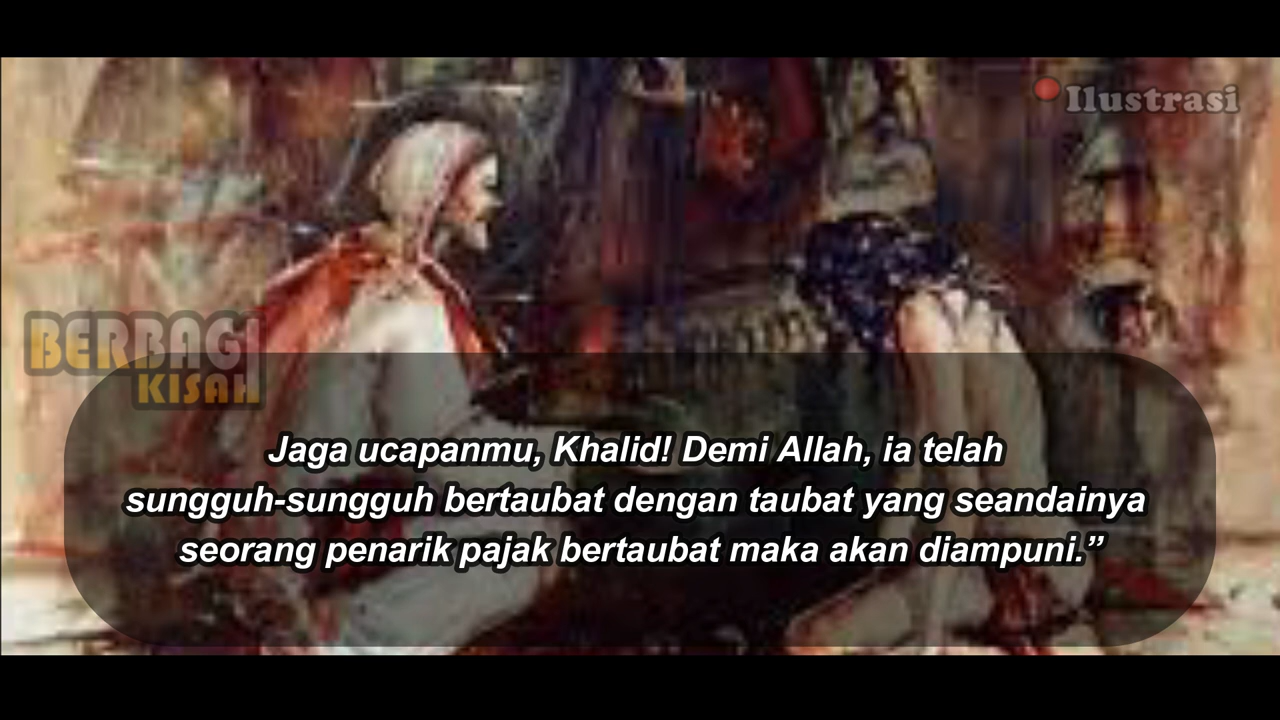 Ilustrasi
BERBAGI
KISAH
Jaga ucapanmu, Khalid! Demi Allah, ia telah
sungguh-sungguh bertaubat dengan taubat yang seandainya
seorang penarik pajak bertaubat maka akan diampuni.”